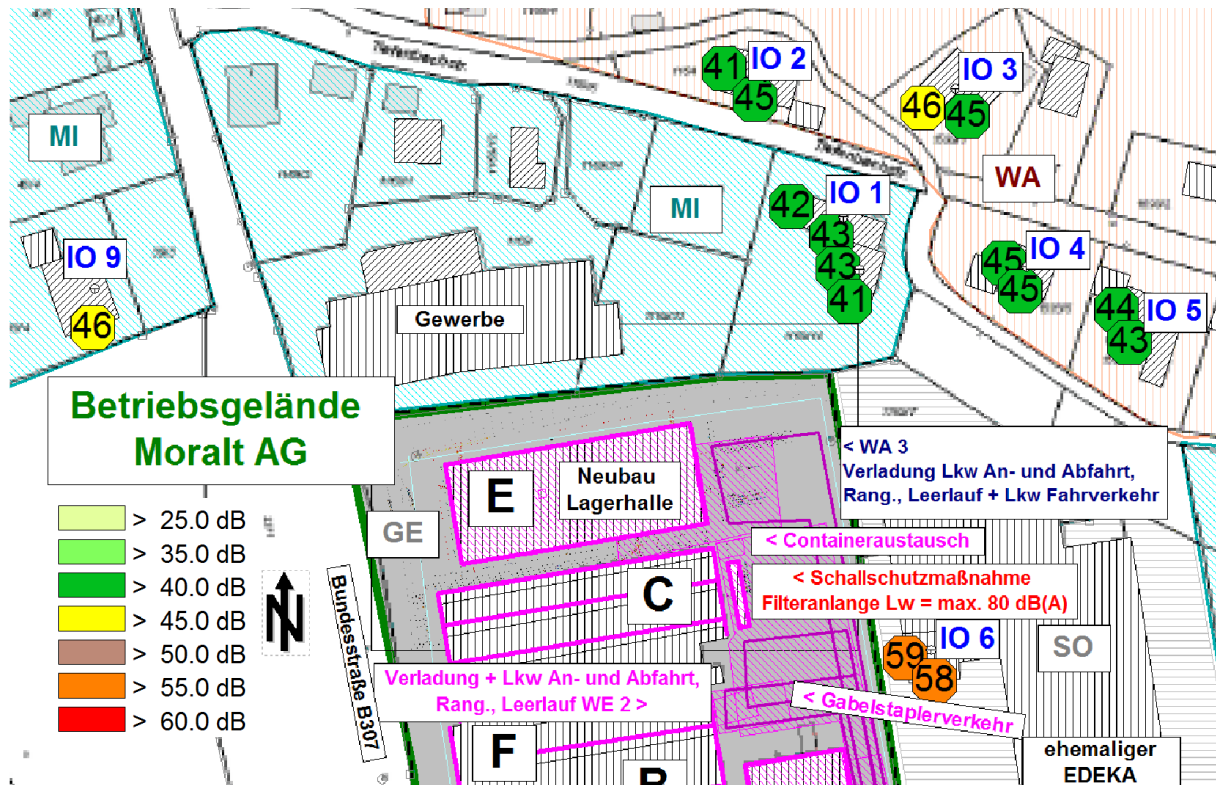 IO 2
41
45
IO 3
46
45
MI
Tiefenbachstr.
Tiefenbachstr.
WA
MI
IO 1
42
43
43
41
IO 4
45
45
IO 9
46
Gewerbe
44
IO 5
43
Betriebsgelände
Moralt AG
< WA 3
Verladung Lkw An- und Abfahrt,
Rang., Leerlauf + Lkw Fahrverkehr
E
Neubau
Lagerhalle
GE
> 25.0 dB
> 35.0 dB
> 40.0 dB
> 45.0 dB
> 50.0 dB
> 55.0 dB
> 60.0 dB
N
Bundesstraße B307
< Containeraustausch
C
< Schallschutzmaßnahme
Filteranlange Lw = max. 80 dB(A)
IO 6
59
58
SO
Verladung + Lkw An- und Abfahrt,
Rang., Leerlauf WE 2 >
< Gabelstaplerverkehr
F
ehemaliger
EDEKA